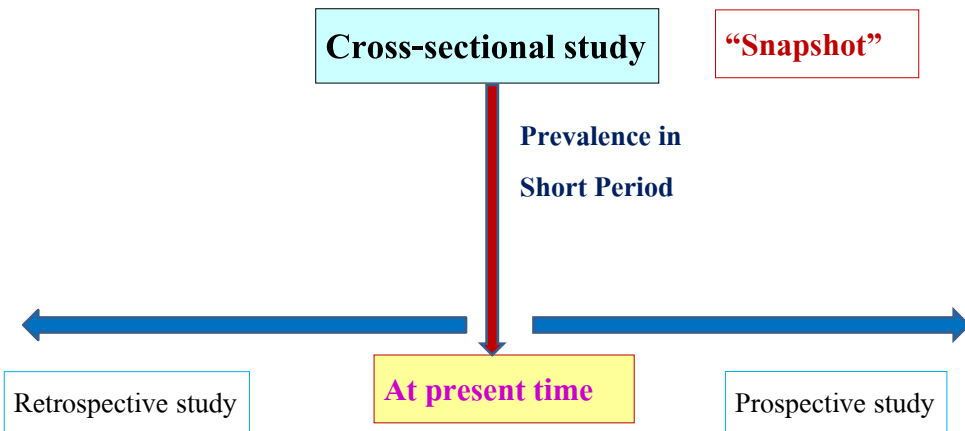 Cross-sectional study
“Snapshot”
Prevalence in
Short Period
Retrospective study
At present time
Prospective study